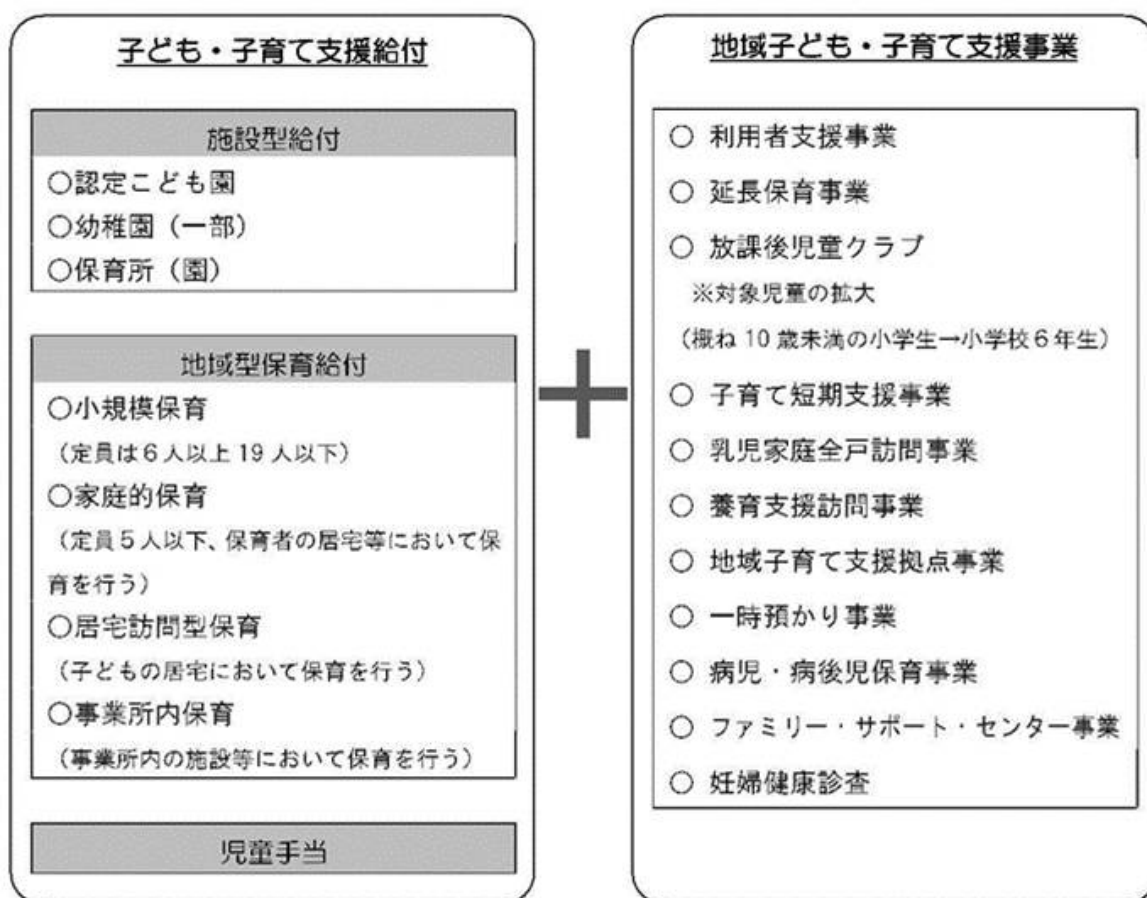 子ども・子育て支援給付
施設型給付
○認定こども園
○幼稚園（一部）
○保育所（園）
地域型保育給付
○小規模保育
（定員は６人以上 19 人以下）
○家庭的保育
（定員５人以下、保育者の居宅等において保
育を行う）
○居宅訪問型保育
（子どもの居宅において保育を行う）
○事業所内保育
（事業所内の施設等において保育を行う）
児童手当
＋
地域子ども・子育て支援事業
○ 利用者支援事業
○ 延長保育事業
○ 放課後児童クラブ
※対象児童の拡大
（概ね 10 歳未満の小学生→小学校６年生）
○ 子育て短期支援事業
○ 乳児家庭全戸訪問事業
○ 養育支援訪問事業
○ 地域子育て支援拠点事業
○ 一時預かり事業
○ 病児・病後児保育事業
○ ファミリー・サポート・センター事業
○ 妊婦健康診査